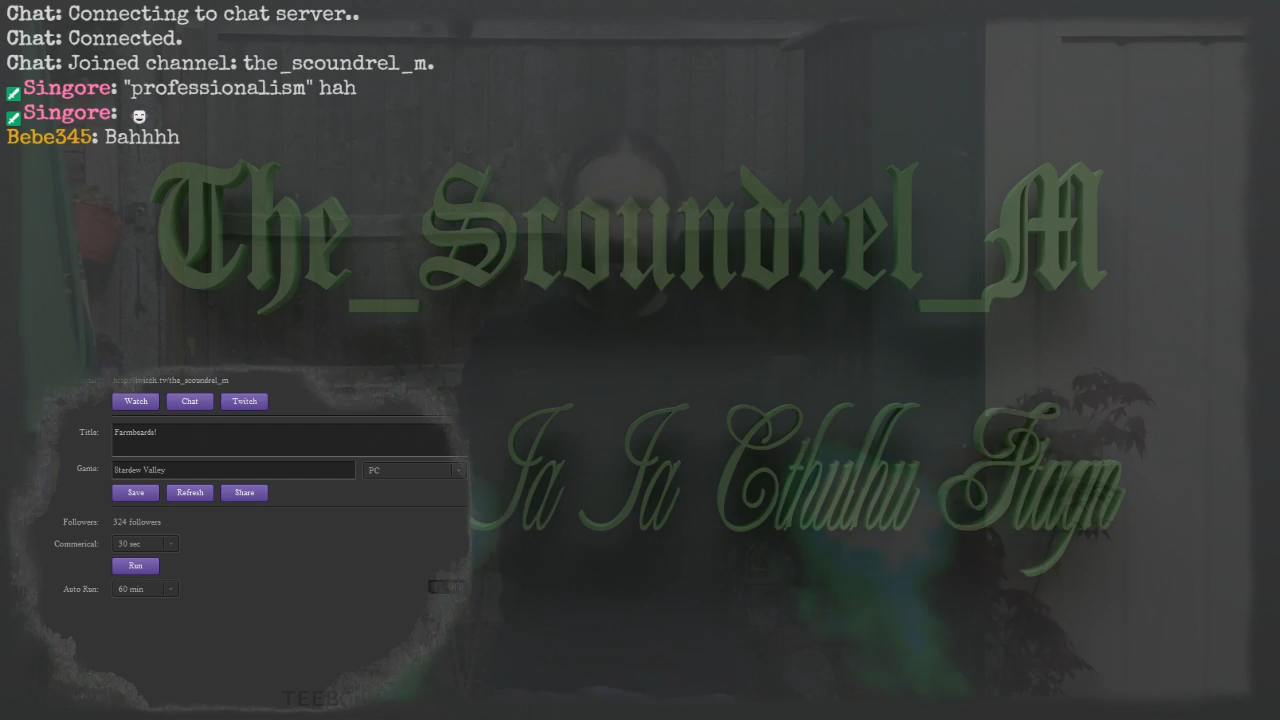 Chat: Connecting to chat server..
Chat: Connected.
Chat: Joined channel: the_scoundrel_m.
Singore: "professionalism" hah
Singore:
Bebe345: Bahhhh
The_Scoundrel_M
Ia Ia Cthulhu Ftagn
http://twitch.tv/the_scoundrel_m
Watch Chat Twitch
Title: Farmbeards!
Game: Stardew Valley PC
Save Refresh Share
Followers: 324 followers
Commerical: 30 sec
Run
Auto Run: 60 min